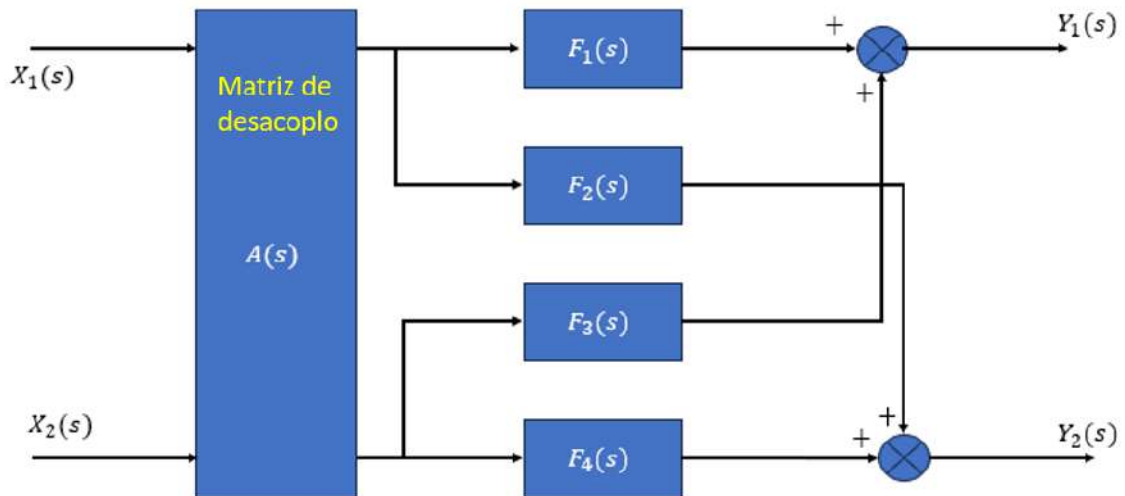 X₁(s)
Matriz de
desacoplo
A(s)
X₂(s)
F₁(s)
F₂(s)
F₃(s)
F₄(s)
+
+
Y₁(s)
+
+
Y₂(s)